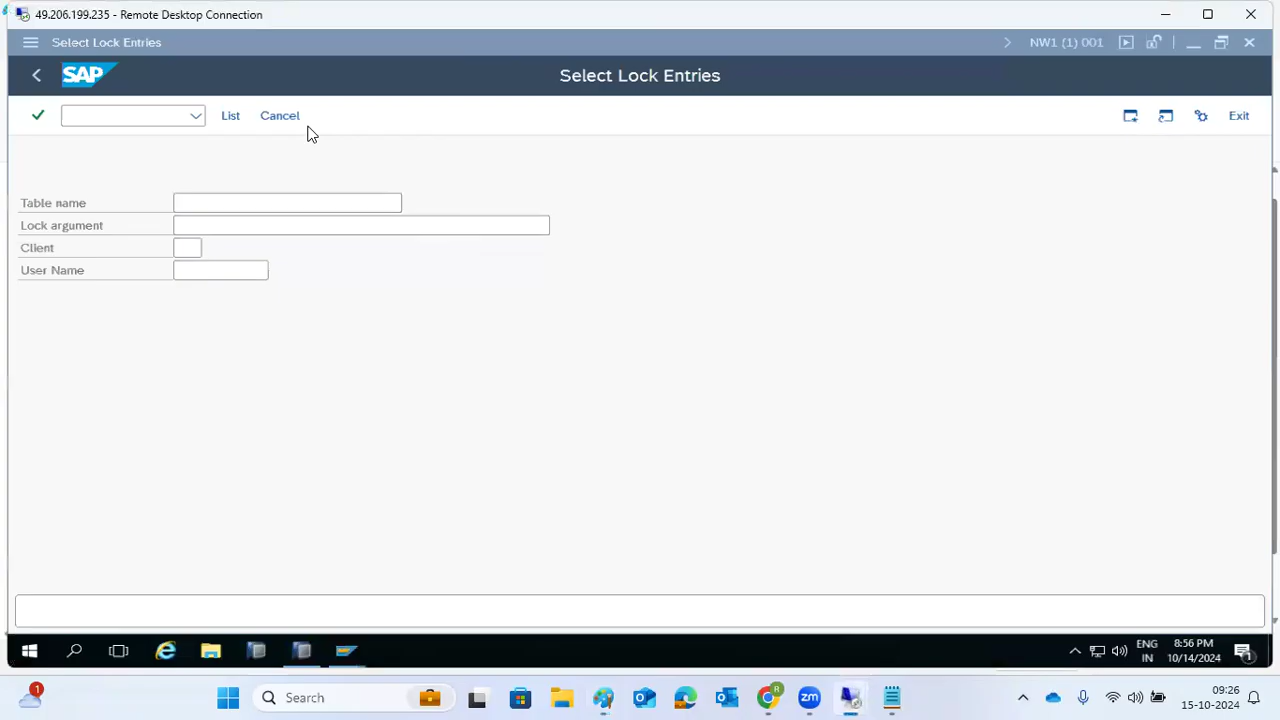 49.206.199.235 - Remote Desktop Connection
Select Lock Entries
NW1 (1) 001
SAP
Select Lock Entries
List
Cancel
Exit
Table name
Lock argument
Client
User Name
ENG
IN
8:56 PM
10/14/2024
1
1
Search
R
zm
09:26
15-10-2024